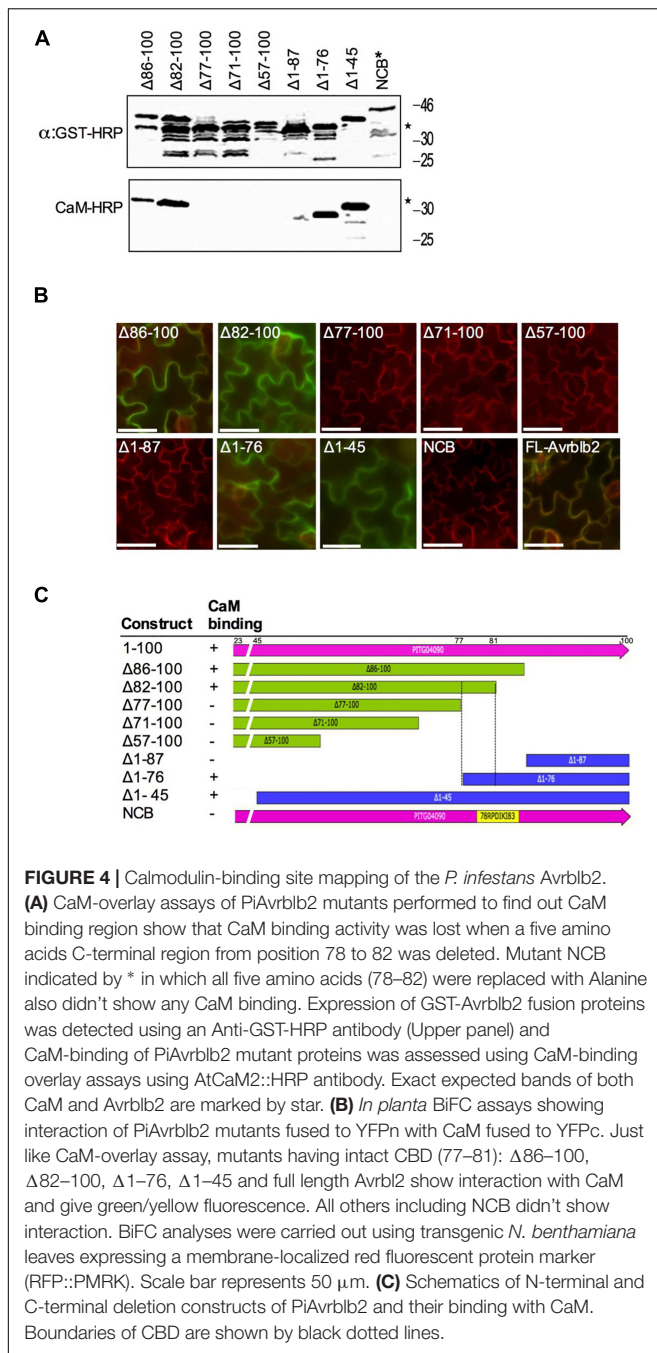 A
Δ86-100
Δ82-100
Δ77-100
Δ71-100
Δ57-100
Δ1-87
Δ1-76
Δ1-45
NCB*
α:GST-HRP
-46
★
-30
-25
CaM-HRP
★
-30
-25
B
Δ86-100 Δ82-100 Δ77-100 Δ71-100 Δ57-100
Δ1-87 Δ1-76 Δ1-45 NCB FL-Avrblb2
C
Construct CaM binding
23 45 77 81 100
1-100 + PITG04090
Δ86-100 + Δ86-100
Δ82-100 + Δ82-100
Δ77-100 - Δ77-100
Δ71-100 - Δ71-100
Δ57-100 - Δ57-100
Δ1-87 - Δ1-87
Δ1-76 + Δ1-76
Δ1- 45 + Δ1-45
NCB - PITG04090 78RPDIKI83
FIGURE 4 | Calmodulin-binding site mapping of the P. infestans Avrblb2.
(A) CaM-overlay assays of PiAvrblb2 mutants performed to find out CaM
binding region show that CaM binding activity was lost when a five amino
acids C-terminal region from position 78 to 82 was deleted. Mutant NCB
indicated by * in which all five amino acids (78–82) were replaced with Alanine
also didn't show any CaM binding. Expression of GST-Avrblb2 fusion proteins
was detected using an Anti-GST-HRP antibody (Upper panel) and
CaM-binding of PiAvrblb2 mutant proteins was assessed using CaM-binding
overlay assays using AtCaM2::HRP antibody. Exact expected bands of both
CaM and Avrblb2 are marked by star. (B) In planta BiFC assays showing
interaction of PiAvrblb2 mutants fused to YFPn with CaM fused to YFPc. Just
like CaM-overlay assay, mutants having intact CBD (77–81): Δ86–100,
Δ82–100, Δ1–76, Δ1–45 and full length Avrbl2 show interaction with CaM
and give green/yellow fluorescence. All others including NCB didn't show
interaction. BiFC analyses were carried out using transgenic N. benthamiana
leaves expressing a membrane-localized red fluorescent protein marker
(RFP::PMRK). Scale bar represents 50 μm. (C) Schematics of N-terminal and
C-terminal deletion constructs of PiAvrblb2 and their binding with CaM.
Boundaries of CBD are shown by black dotted lines.